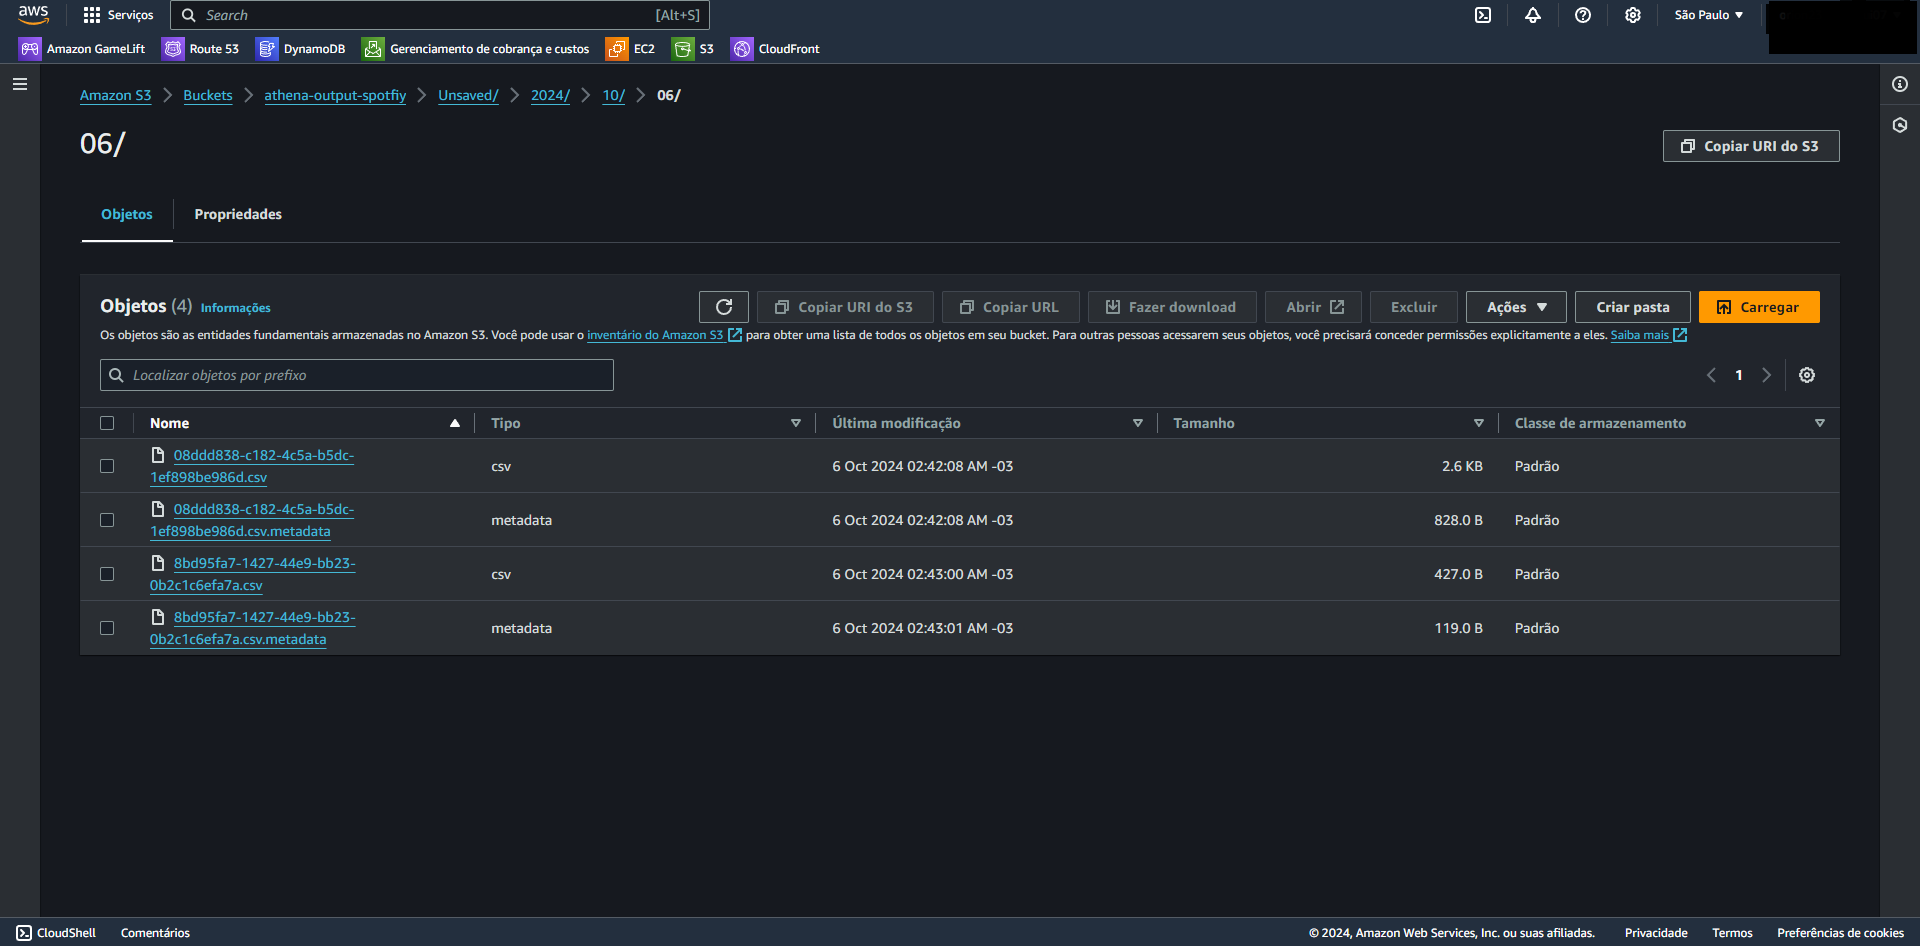 aws
Serviços
Search
[Alt+S]
São Paulo
Amazon GameLift
Route 53
DynamoDB
Gerenciamento de cobrança e custos
EC2
S3
CloudFront
Amazon S3
Buckets
athena-output-spotfiy
Unsaved/
2024/
10/
06/
06/
Copiar URI do S3
Objetos
Propriedades
Objetos (4)
Informações
Copiar URI do S3
Copiar URL
Fazer download
Abrir
Excluir
Ações
Criar pasta
Carregar
Os objetos são as entidades fundamentais armazenadas no Amazon S3. Você pode usar o inventário do Amazon S3 para obter uma lista de todos os objetos em seu bucket. Para outras pessoas acessarem seus objetos, você precisará conceder permissões explicitamente a eles. Saiba mais
Localizar objetos por prefixo
1
Nome
Tipo
Última modificação
Tamanho
Classe de armazenamento
08ddd838-c182-4c5a-b5dc-
1ef898be986d.csv
csv
6 Oct 2024 02:42:08 AM -03
2.6 KB
Padrão
08ddd838-c182-4c5a-b5dc-
1ef898be986d.csv.metadata
metadata
6 Oct 2024 02:42:08 AM -03
828.0 B
Padrão
8bd95fa7-1427-44e9-bb23-
0b2c1c6efa7a.csv
csv
6 Oct 2024 02:43:00 AM -03
427.0 B
Padrão
8bd95fa7-1427-44e9-bb23-
0b2c1c6efa7a.csv.metadata
metadata
6 Oct 2024 02:43:01 AM -03
119.0 B
Padrão
CloudShell
Comentários
© 2024, Amazon Web Services, Inc. ou suas afiliadas.
Privacidade
Termos
Preferências de cookies